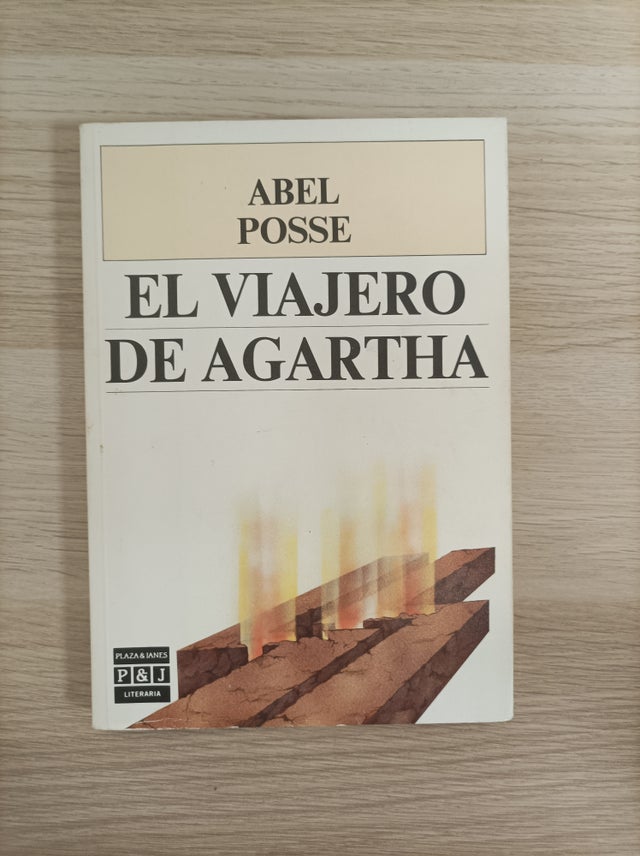 ABEL
POSSE
EL VIAJERO
DE AGARTHA
PLAZA & JANES
P & J
LITERARIA